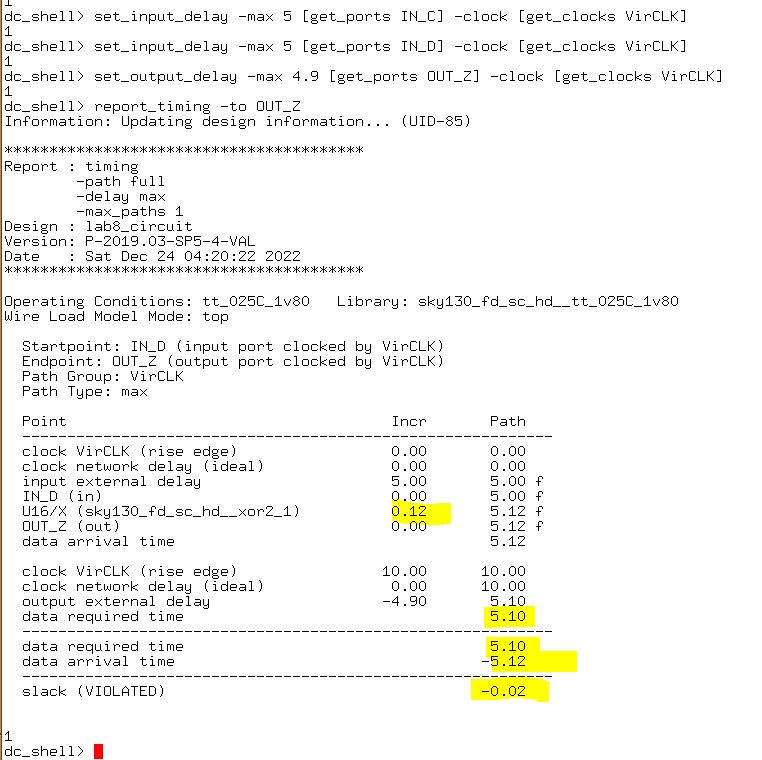 1
dc_shell> set_input_delay -max 5 [get_ports IN_C] -clock [get_clocks VirCLK]
1
dc_shell> set_input_delay -max 5 [get_ports IN_D] -clock [get_clocks VirCLK]
1
dc_shell> set_output_delay -max 4.9 [get_ports OUT_Z] -clock [get_clocks VirCLK]
1
dc_shell> report_timing -to OUT_Z
Information: Updating design information... (UID-85)
****************************************
Report : timing
        -path full
        -delay max
        -max_paths 1
Design : lab8_circuit
Version: P-2019.03-SP5-4-VAL
Date   : Sat Dec 24 04:20:22 2022
****************************************
Operating Conditions: tt_025C_1v80   Library: sky130_fd_sc_hd__tt_025C_1v80
Wire Load Model Mode: top
  Startpoint: IN_D (input port clocked by VirCLK)
  Endpoint: OUT_Z (output port clocked by VirCLK)
  Path Group: VirCLK
  Path Type: max
  Point                                    Incr       Path
  -----------------------------------------------------------
  clock VirCLK (rise edge)                 0.00       0.00
  clock network delay (ideal)              0.00       0.00
  input external delay                     5.00       5.00 f
  IN_D (in)                                0.00       5.00 f
  U16/X (sky130_fd_sc_hd__xor2_1)          0.12       5.12 f
  OUT_Z (out)                              0.00       5.12 f
  data arrival time                                   5.12
  clock VirCLK (rise edge)                10.00      10.00
  clock network delay (ideal)              0.00      10.00
  output external delay                   -4.90       5.10
  data required time                                  5.10
  -----------------------------------------------------------
  data required time                                  5.10
  data arrival time                                  -5.12
  -----------------------------------------------------------
  slack (VIOLATED)                                   -0.02
1
dc_shell>